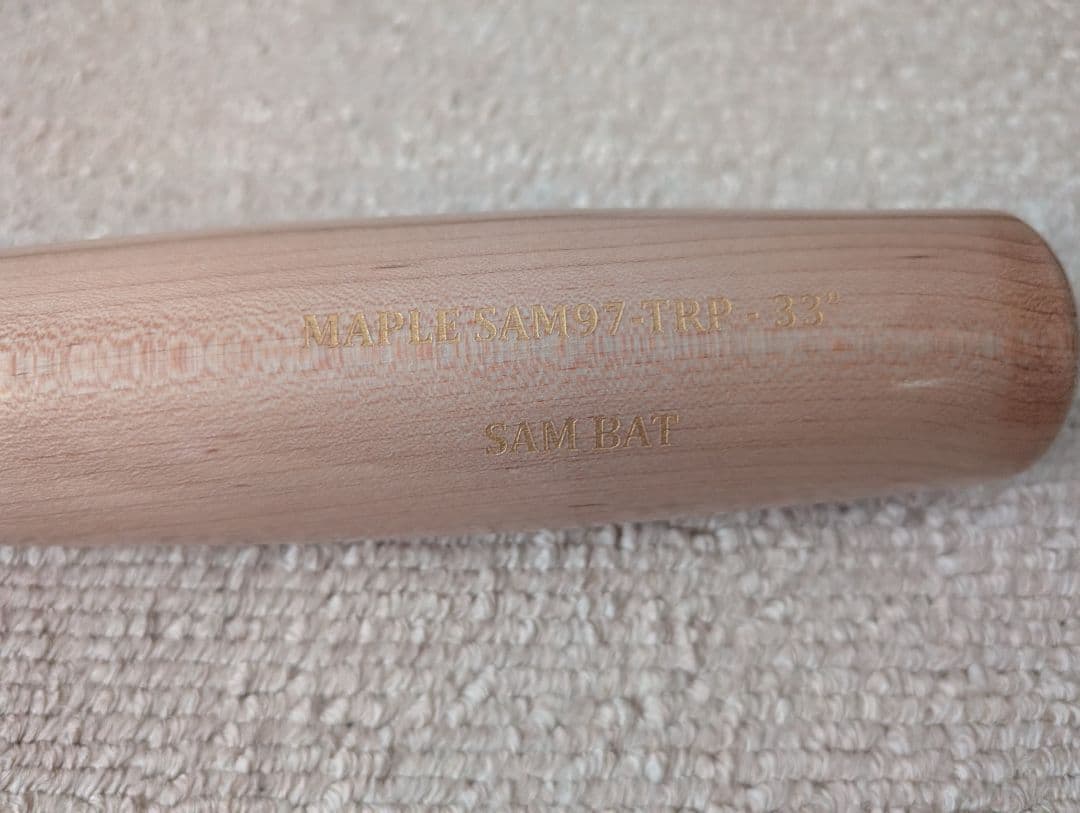 MAPLE SAM97-TRP - 33"
SAM BAT